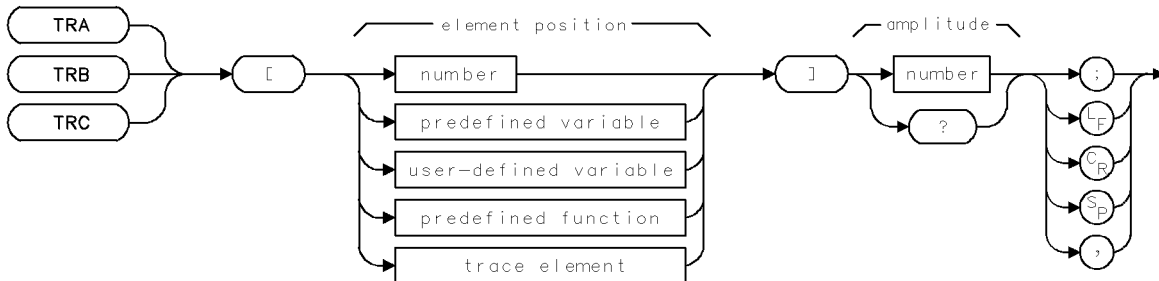 element position
amplitude
TRA
TRB
TRC
[
number
predefined variable
user-defined variable
predefined function
trace element
]
number
?
;
LF
CR
SP
,